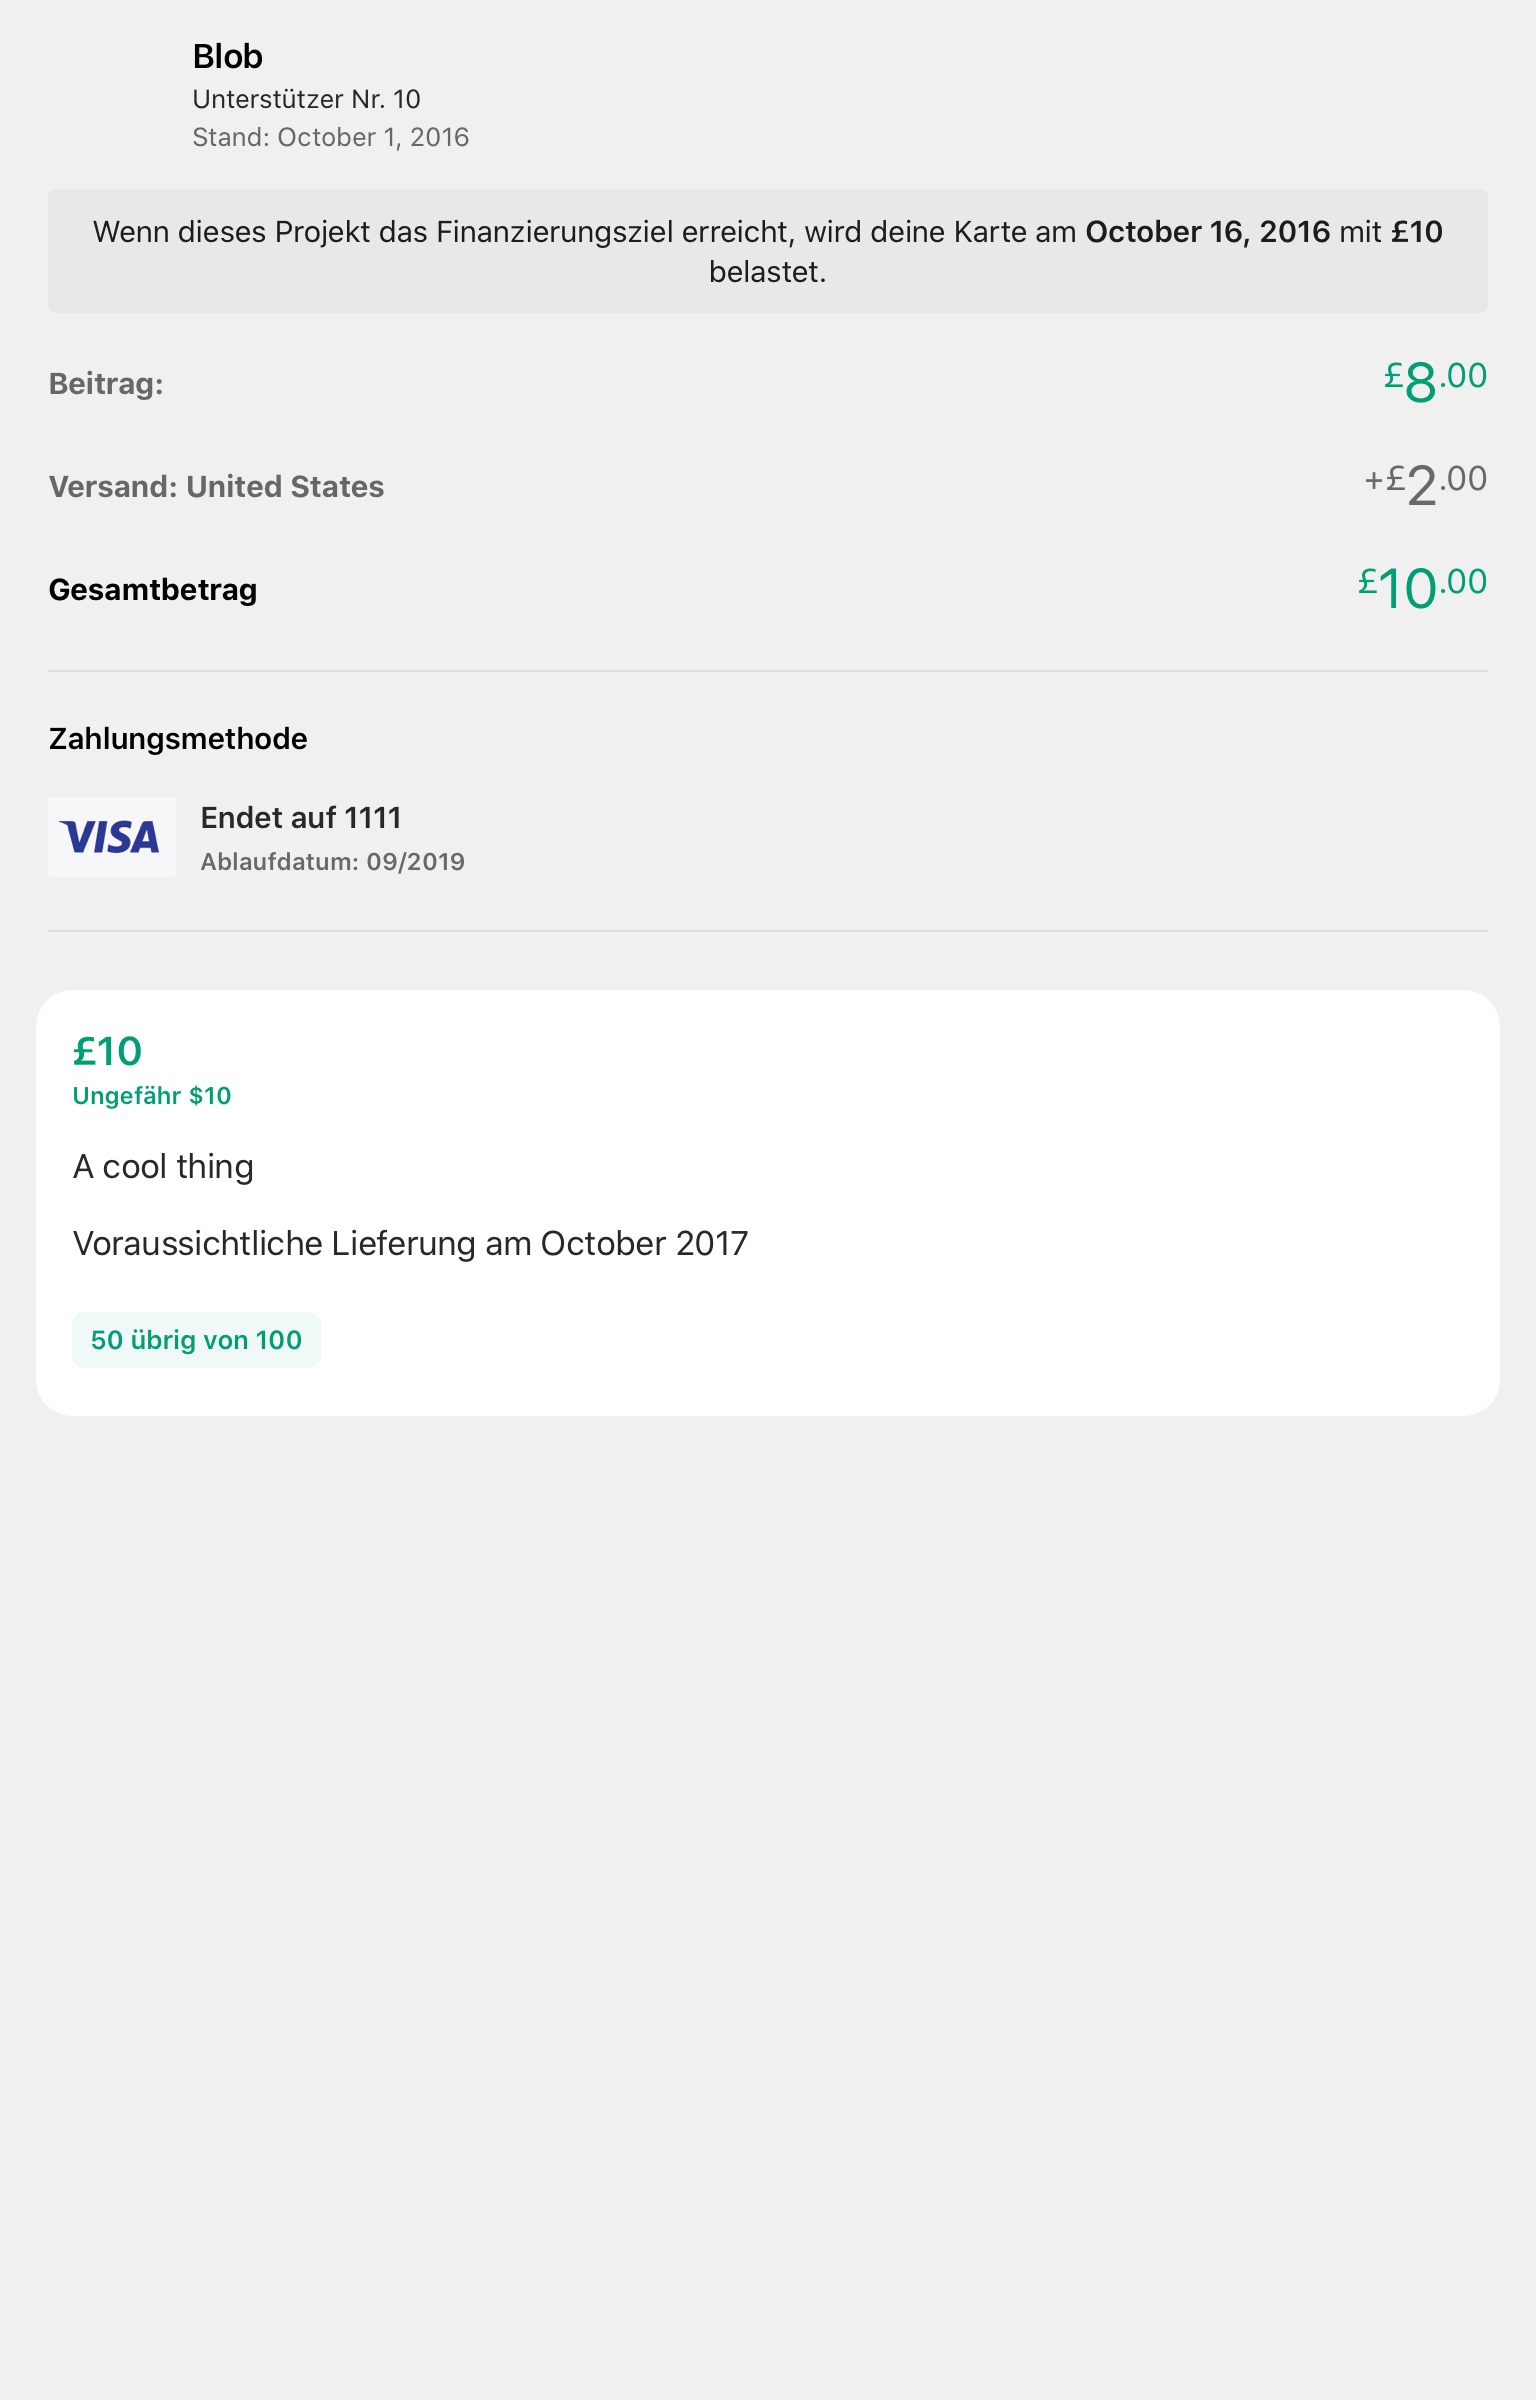 Blob
Unterstützer Nr. 10
Stand: October 1, 2016
Wenn dieses Projekt das Finanzierungsziel erreicht, wird deine Karte am October 16, 2016 mit £10
belastet.
Beitrag: £8.00
Versand: United States +£2.00
Gesamtbetrag £10.00
Zahlungsmethode
VISA
Endet auf 1111
Ablaufdatum: 09/2019
£10
Ungefähr $10
A cool thing
Voraussichtliche Lieferung am October 2017
50 übrig von 100